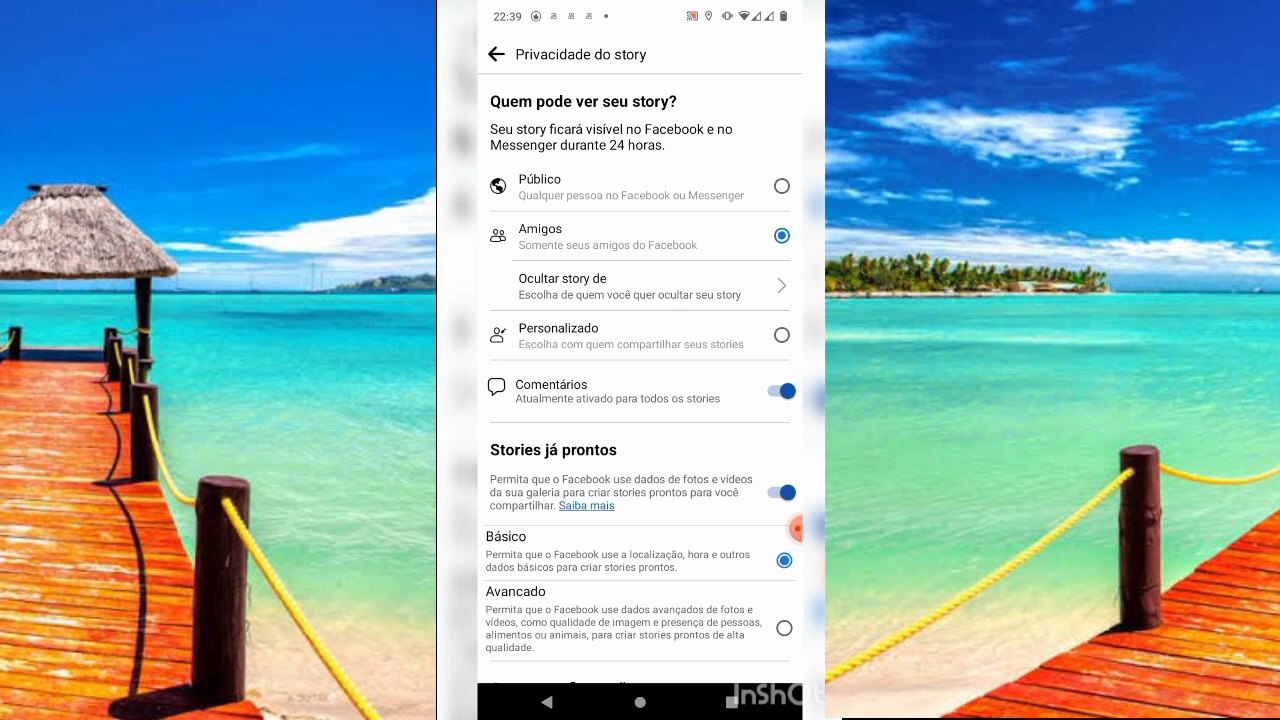 22:39
Privacidade do story
Quem pode ver seu story?
Seu story ficará visível no Facebook e no
Messenger durante 24 horas.
Público
Qualquer pessoa no Facebook ou Messenger
Amigos
Somente seus amigos do Facebook
Ocultar story de
Escolha de quem você quer ocultar seu story
Personalizado
Escolha com quem compartilhar seus stories
Comentários
Atualmente ativado para todos os stories
Stories já prontos
Permita que o Facebook use dados de fotos e vídeos
da sua galeria para criar stories prontos para você
compartilhar. Saiba mais
Básico
Permita que o Facebook use a localização, hora e outros
dados básicos para criar stories prontos.
Avancado
Permita que o Facebook use dados avançados de fotos e
vídeos, como qualidade de imagem e presença de pessoas,
alimentos ou animais, para criar stories prontos de alta
qualidade.